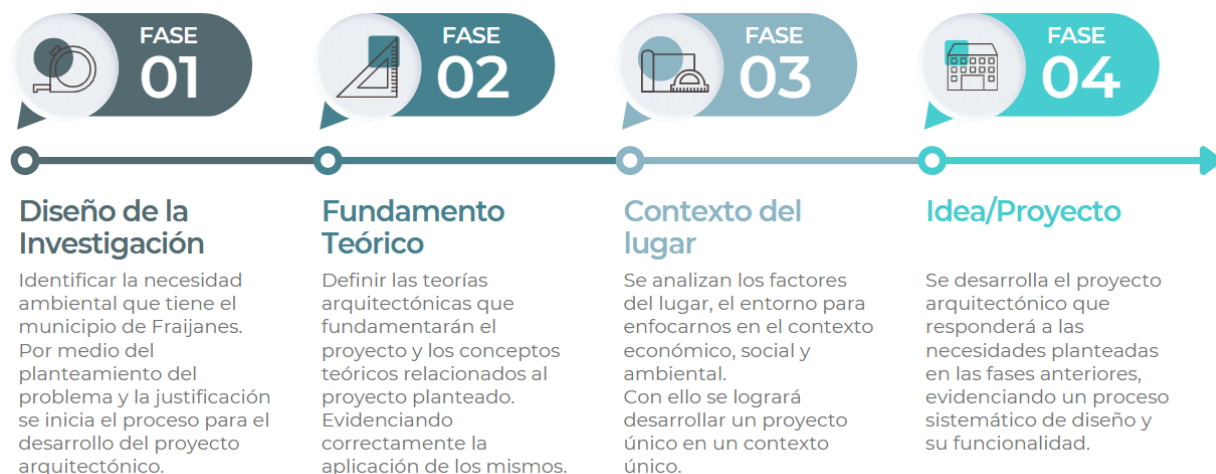 FASE
01
FASE
02
FASE
03
FASE
04
Diseño de la
Investigación
Identificar la necesidad
ambiental que tiene el
municipio de Fraijanes.
Por medio del
planteamiento del
problema y la justificación
se inicia el proceso para el
desarrollo del proyecto
arquitectónico.
Fundamento
Teórico
Definir las teorías
arquitectónicas que
fundamentarán el
proyecto y los conceptos
teóricos relacionados al
proyecto planteado.
Evidenciando
correctamente la
aplicación de los mismos.
Contexto del
lugar
Se analizan los factores
del lugar, el entorno para
enfocarnos en el contexto
económico, social y
ambiental.
Con ello se logrará
desarrollar un proyecto
único en un contexto
único.
Idea/Proyecto
Se desarrolla el proyecto
arquitectónico que
responderá a las
necesidades planteadas
en las fases anteriores,
evidenciando un proceso
sistemático de diseño y
su funcionalidad.